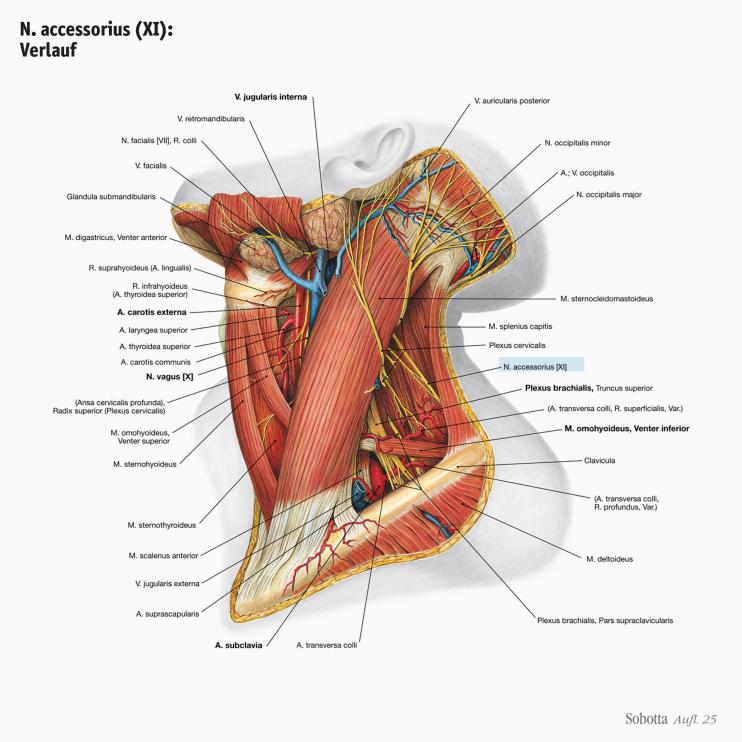 N. accessorius (XI):
Verlauf
V. jugularis interna
V. retromandibularis
N. facialis [VII], R. colli
V. facialis
Glandula submandibularis
M. digastricus, Venter anterior
R. suprahyoideus (A. lingualis)
R. infrahyoideus
(A. thyroidea superior)
A. carotis externa
A. laryngea superior
A. thyroidea superior
A. carotis communis
N. vagus [X]
(Ansa cervicalis profunda),
Radix superior (Plexus cervicalis)
M. omohyoideus,
Venter superior
M. sternohyoideus
M. sternothyroideus
M. scalenus anterior
V. jugularis externa
A. suprascapularis
A. subclavia
A. transversa colli
V. auricularis posterior
N. occipitalis minor
A.; V. occipitalis
N. occipitalis major
M. sternocleidomastoideus
M. splenius capitis
Plexus cervicalis
N. accessorius [XI]
Plexus brachialis, Truncus superior
(A. transversa colli, R. superficialis, Var.)
M. omohyoideus, Venter inferior
Clavicula
(A. transversa colli,
R. profundus, Var.)
M. deltoideus
Plexus brachialis, Pars supraclavicularis
Sobotta Aufl. 25